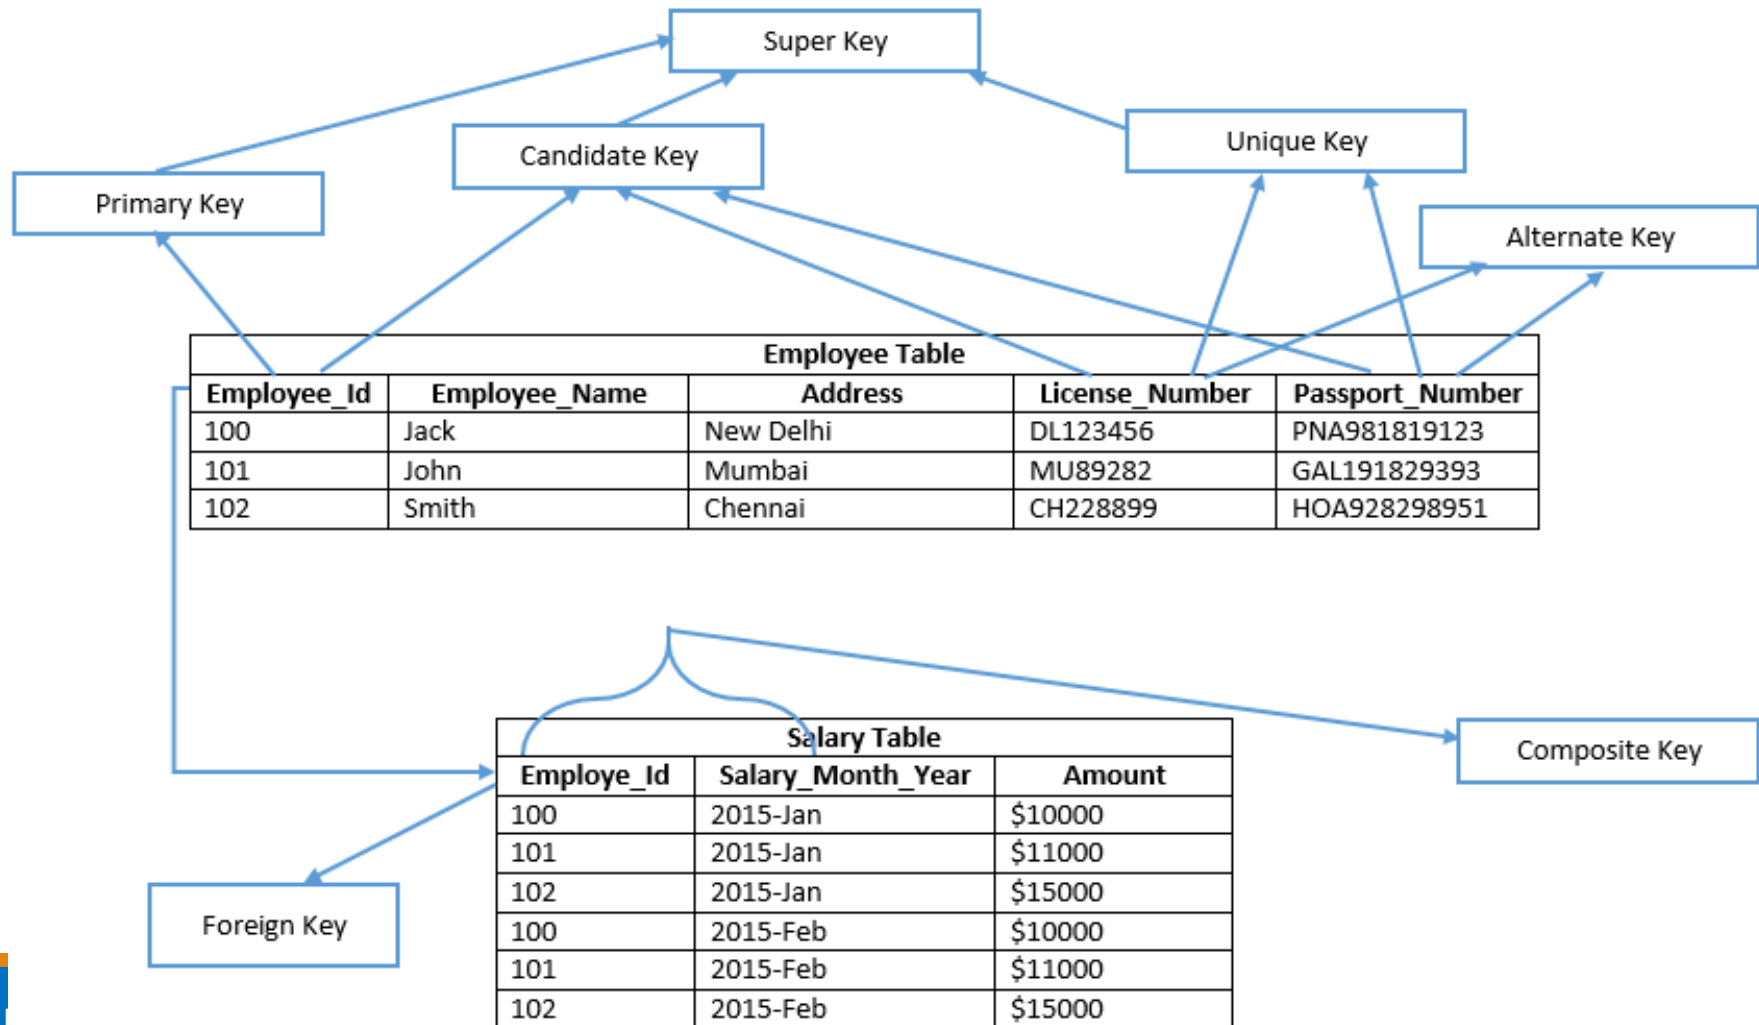 Super Key
Candidate Key
Unique Key
Primary Key
Alternate Key
Employee Table
Employee_Id Employee_Name Address License_Number Passport_Number
100 Jack New Delhi DL123456 PNA981819123
101 John Mumbai MU89282 GAL191829393
102 Smith Chennai CH228899 HOA928298951
Salary Table
Composite Key
Employe_Id Salary_Month_Year Amount
100 2015-Jan $10000
101 2015-Jan $11000
102 2015-Jan $15000
Foreign Key
100 2015-Feb $10000
101 2015-Feb $11000
102 2015-Feb $15000